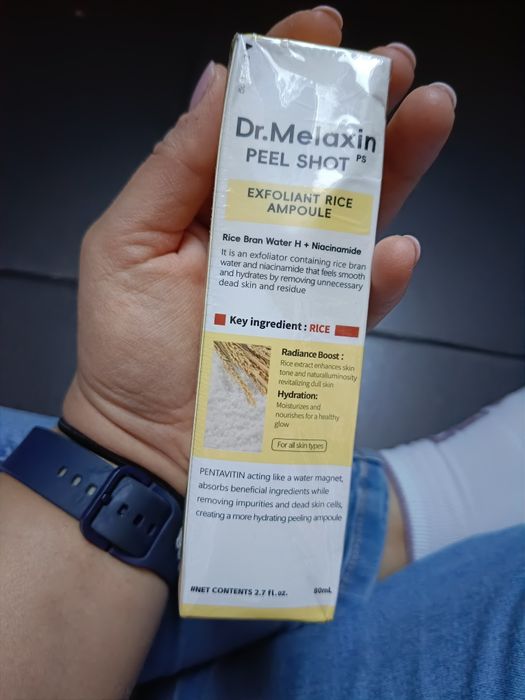 Dr.Melaxin
PEEL SHOT PS
EXFOLIANT RICE
AMPOULE
Rice Bran Water H + Niacinamide
It is an exfoliator containing rice bran
water and niacinamide that feels smooth
and hydrates by removing unnecessary
dead skin and residue
Key ingredient : RICE
Radiance Boost :
Rice extract enhances skin
tone and naturalluminosity
revitalizing dull skin
Hydration:
Moisturizes and
nourishes for a healthy
glow
For all skin types
PENTAVITIN acting like a water magnet,
absorbs beneficial ingredients while
removing impurities and dead skin cells,
creating a more hydrating peeling ampoule
#NET CONTENTS 2.7 fl.oz. 80mL